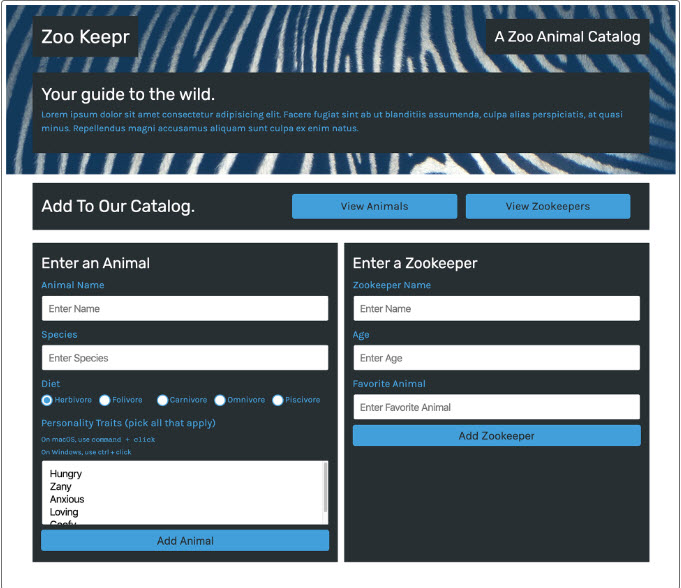 Zoo Keepr
A Zoo Animal Catalog
Your guide to the wild.
Lorem ipsum dolor sit amet consectetur adipisicing elit. Facere fugiat sint ab ut blanditiis assumenda, culpa alias perspiciatis, at quasi
minus. Repellendus magni accusamus aliquam sunt culpa ex enim natus.
Add To Our Catalog.
View Animals
View Zookeepers
Enter an Animal
Animal Name
Enter Name
Species
Enter Species
Diet
Herbivore Folivore Carnivore Omnivore Piscivore
Personality Traits (pick all that apply)
On macOS, use command + click
On Windows, use ctrl + click
Hungry
Zany
Anxious
Loving
Goofy
Add Animal
Enter a Zookeeper
Zookeeper Name
Enter Name
Age
Enter Age
Favorite Animal
Enter Favorite Animal
Add Zookeeper